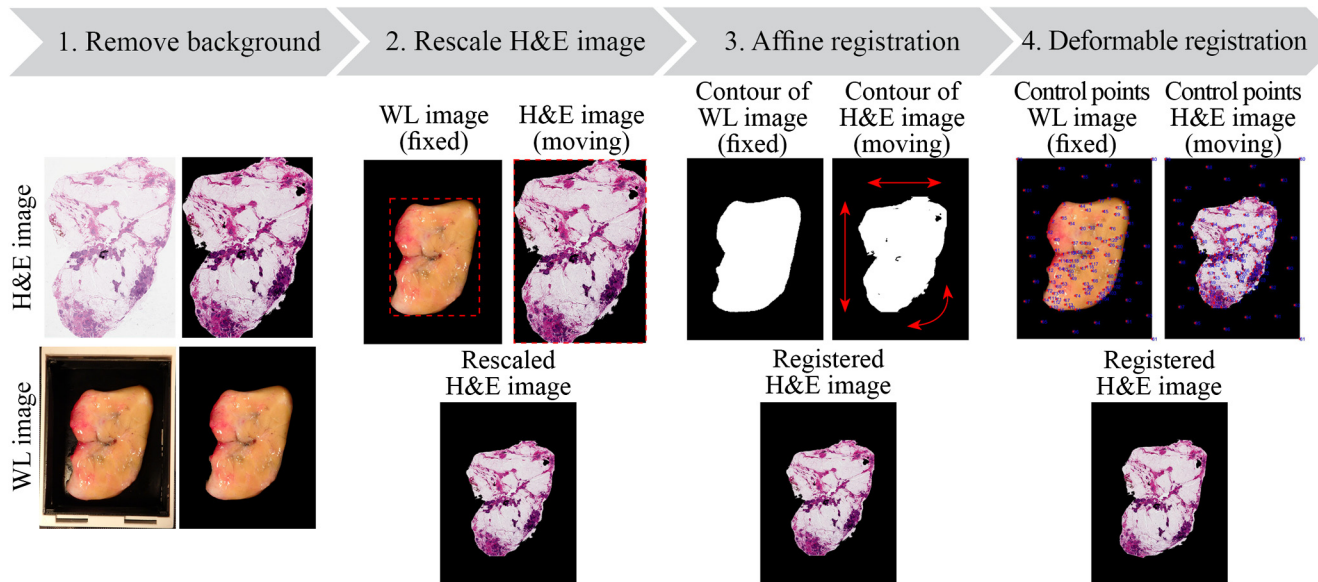 1. Remove background
2. Rescale H&E image
3. Affine registration
4. Deformable registration
H&E image
WL image
WL image
(fixed)
H&E image
(moving)
Rescaled
H&E image
Contour of
WL image
(fixed)
Contour of
H&E image
(moving)
Registered
H&E image
Control points
WL image
(fixed)
Control points
H&E image
(moving)
Registered
H&E image